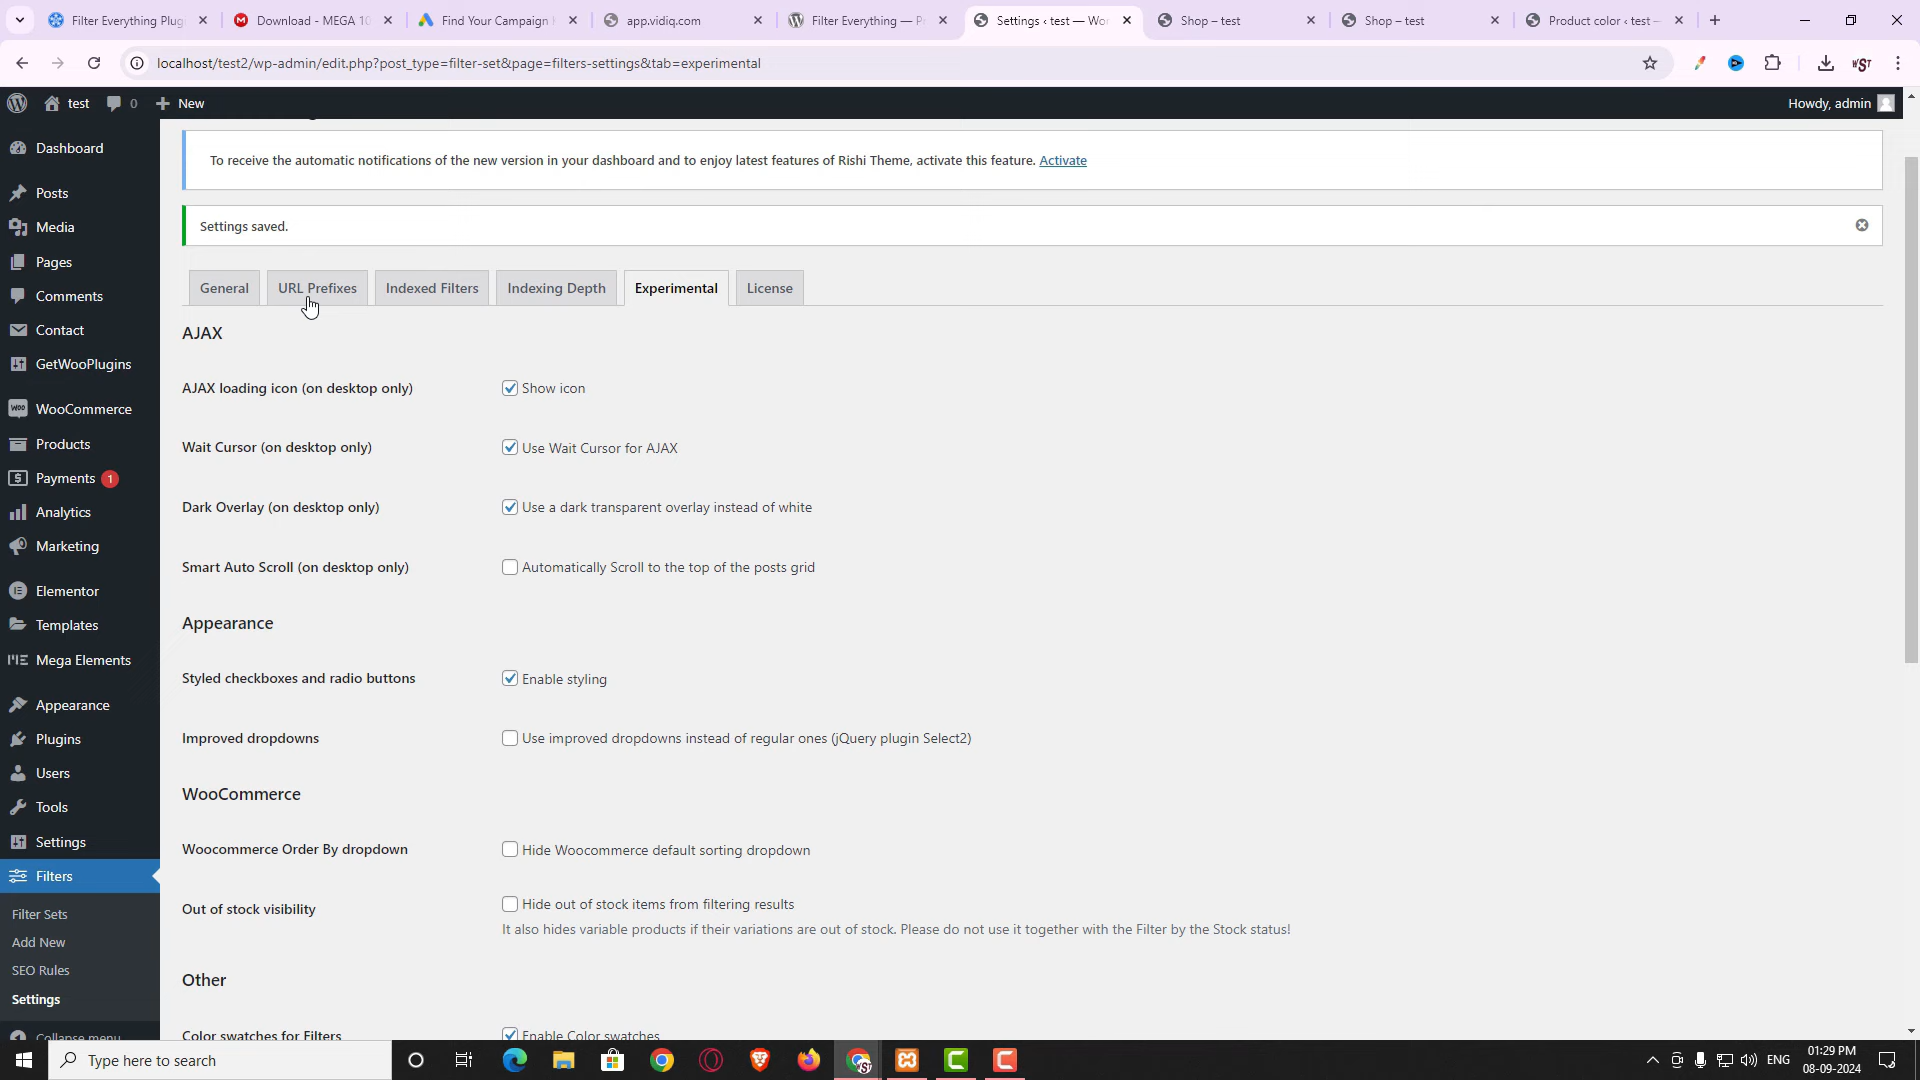 Filter Everything Plugi
Download - MEGA 10
Find Your Campaign
app.vidiq.com
Filter Everything — Pr
Settings ‹ test — Wor
Shop – test
Shop – test
Product color ‹ test —
localhost/test2/wp-admin/edit.php?post_type=filter-set&page=filters-settings&tab=experimental
test
0
New
Howdy, admin
Dashboard
Posts
Media
Pages
Comments
Contact
GetWooPlugins
WooCommerce
Products
Payments 1
Analytics
Marketing
Elementor
Templates
Mega Elements
Appearance
Plugins
Users
Tools
Settings
Filters
Filter Sets
Add New
SEO Rules
Settings
Collapse menu
To receive the automatic notifications of the new version in your dashboard and to enjoy latest features of Rishi Theme, activate this feature. Activate
Settings saved.
General
URL Prefixes
Indexed Filters
Indexing Depth
Experimental
License
AJAX
AJAX loading icon (on desktop only)
Show icon
Wait Cursor (on desktop only)
Use Wait Cursor for AJAX
Dark Overlay (on desktop only)
Use a dark transparent overlay instead of white
Smart Auto Scroll (on desktop only)
Automatically Scroll to the top of the posts grid
Appearance
Styled checkboxes and radio buttons
Enable styling
Improved dropdowns
Use improved dropdowns instead of regular ones (jQuery plugin Select2)
WooCommerce
Woocommerce Order By dropdown
Hide Woocommerce default sorting dropdown
Out of stock visibility
Hide out of stock items from filtering results
It also hides variable products if their variations are out of stock. Please do not use it together with the Filter by the Stock status!
Other
Color swatches for Filters
Enable Color swatches
Type here to search
ENG
01:29 PM
08-09-2024